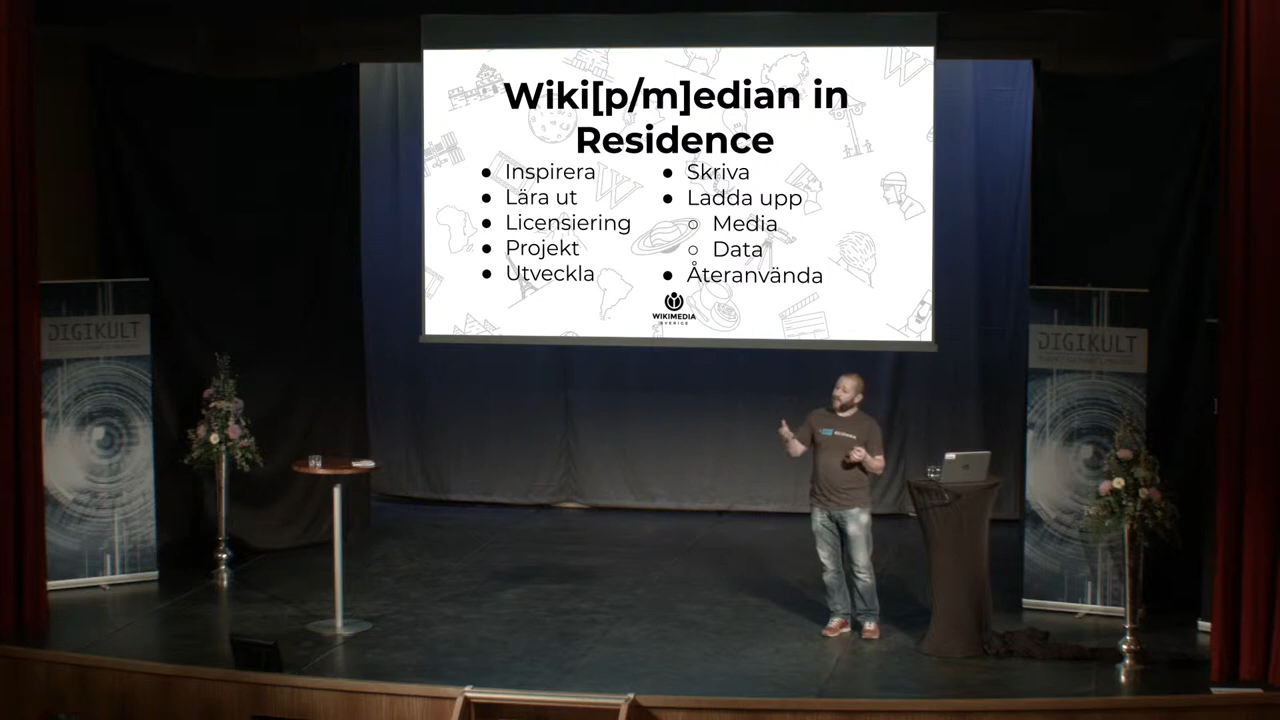 Wiki[p/m]edian in
Residence
● Inspirera
● Lära ut
● Licensiering
● Projekt
● Utveckla
● Skriva
● Ladda upp
○ Media
○ Data
● Återanvända
WIKIMEDIA
SVERIGE
DIGIKULT
DIGIKULT